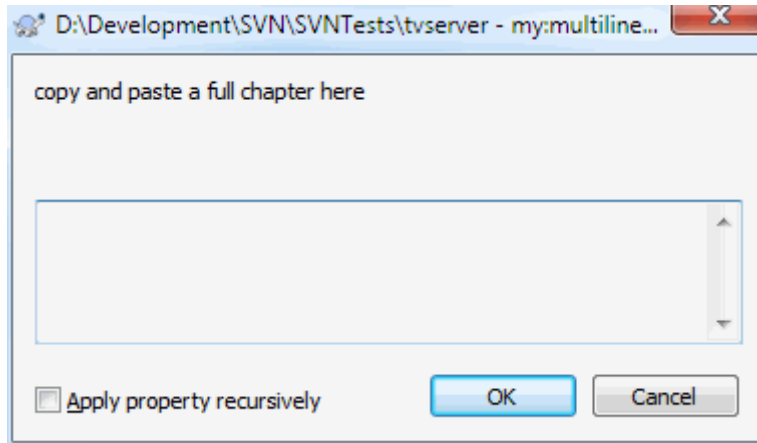 D:\Development\SVN\SVNTests\tvserver - my:multiline...
copy and paste a full chapter here
Apply property recursively
OK
Cancel